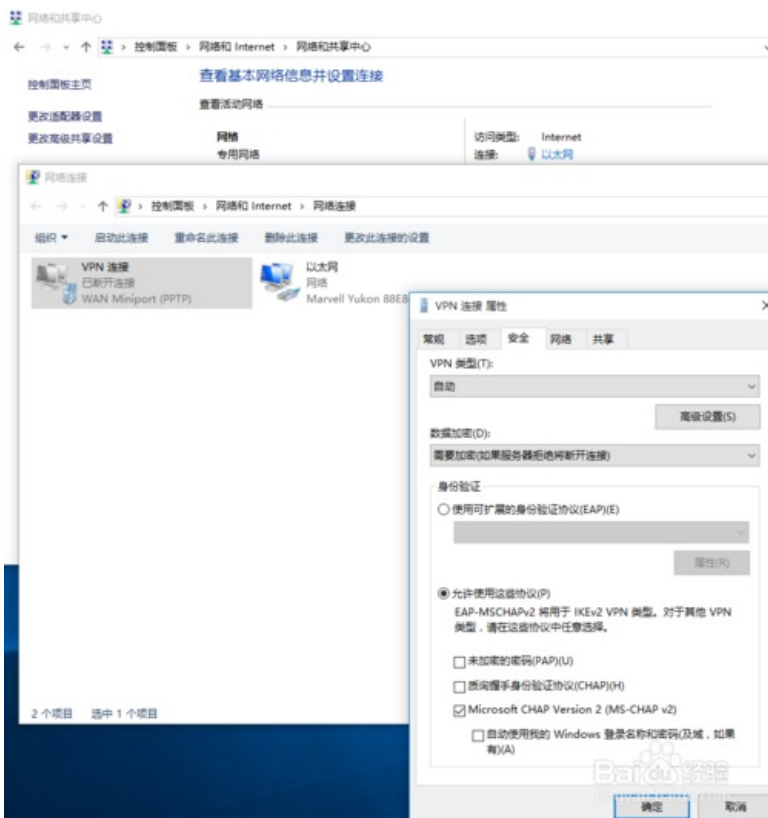 网络和共享中心
控制面板 › 网络和 Internet › 网络和共享中心
控制面板主页
查看基本网络信息并设置连接
查看活动网络
更改适配器设置
更改高级共享设置
网络
专用网络
访问类型: Internet
连接: 以太网
网络连接
控制面板 › 网络和 Internet › 网络连接
组织 启动此连接 重命名此连接 删除此连接 更改此连接的设置
VPN 连接
已断开连接
WAN Miniport (PPTP)
以太网
网络
Marvell Yukon 88E8
VPN 连接 属性
常规 选项 安全 网络 共享
VPN 类型(T):
自动
高级设置(S)
数据加密(D):
需要加密(如果服务器拒绝将断开连接)
身份验证
使用可扩展的身份验证协议(EAP)(E)
属性(R)
允许使用这些协议(P)
EAP-MSCHAPv2 将用于 IKEv2 VPN 类型。对于其他 VPN
类型，请在这些协议中任意选择。
未加密的密码(PAP)(U)
质询握手身份验证协议(CHAP)(H)
Microsoft CHAP Version 2 (MS-CHAP v2)
自动使用我的 Windows 登录名称和密码(及域，如果
有)(A)
确定 取消
2 个项目 选中 1 个项目
Baidu经验